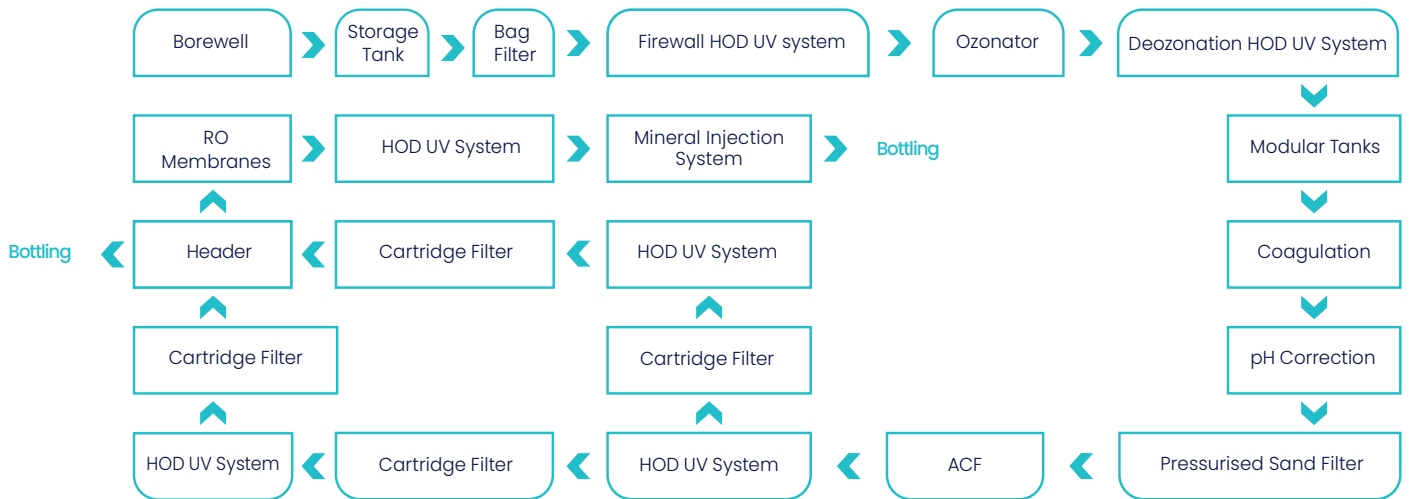 Borewell
Storage
Tank
Bag
Filter
Firewall HOD UV system
Ozonator
Deozonation HOD UV System
RO
Membranes
HOD UV System
Mineral Injection
System
Bottling
Modular Tanks
Bottling
Header
Cartridge Filter
HOD UV System
Coagulation
Cartridge Filter
Cartridge Filter
pH Correction
HOD UV System
Cartridge Filter
HOD UV System
ACF
Pressurised Sand Filter